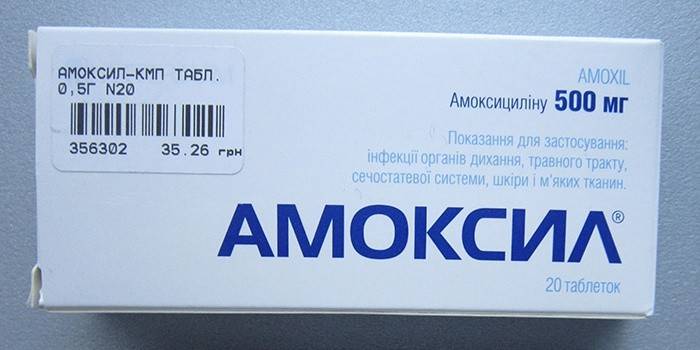 АМОКСИЛ-КМП ТАБЛ.
0,5Г N20
356302 35.26 грн
AMOXIL
Амоксициліну 500 мг
Показання для застосування:
інфекції органів дихання, травного тракту,
сечостатевої системи, шкіри і м'яких тканин.
АМОКСИЛ®
20 таблеток